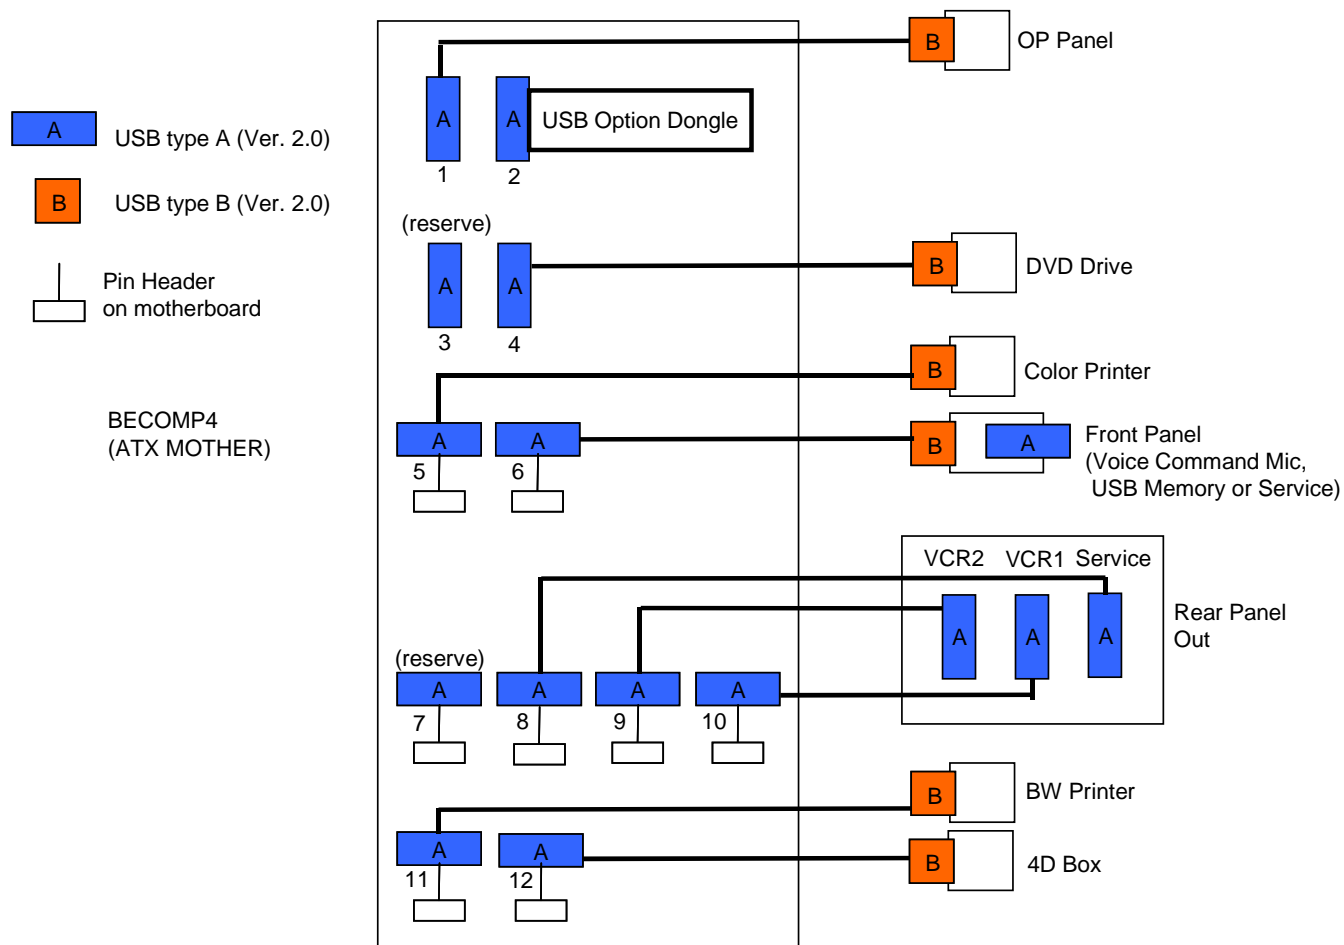 B
OP Panel
A
A
USB Option Dongle
1
2
A
USB type A (Ver. 2.0)
B
USB type B (Ver. 2.0)
Pin Header
on motherboard
(reserve)
A
A
3
4
B
DVD Drive
B
Color Printer
BECOMP4
(ATX MOTHER)
A
A
5
6
B
A
Front Panel
(Voice Command Mic,
USB Memory or Service)
VCR2
VCR1
Service
A
A
A
Rear Panel
Out
(reserve)
A
A
A
A
7
8
9
10
B
BW Printer
A
A
11
12
B
4D Box